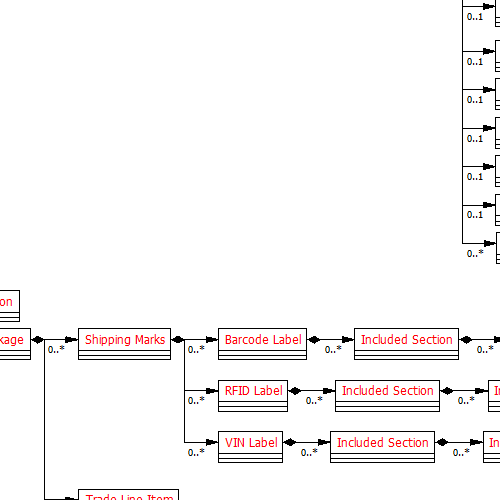 0..1
0..1
0..1
0..1
0..1
0..1
0..*
on
kage
0..*
Shipping Marks
0..*
Barcode Label
0..*
Included Section
0..*
0..*
RFID Label
0..*
Included Section
0..*
0..*
VIN Label
0..*
Included Section
0..*
In
Trade Line Item